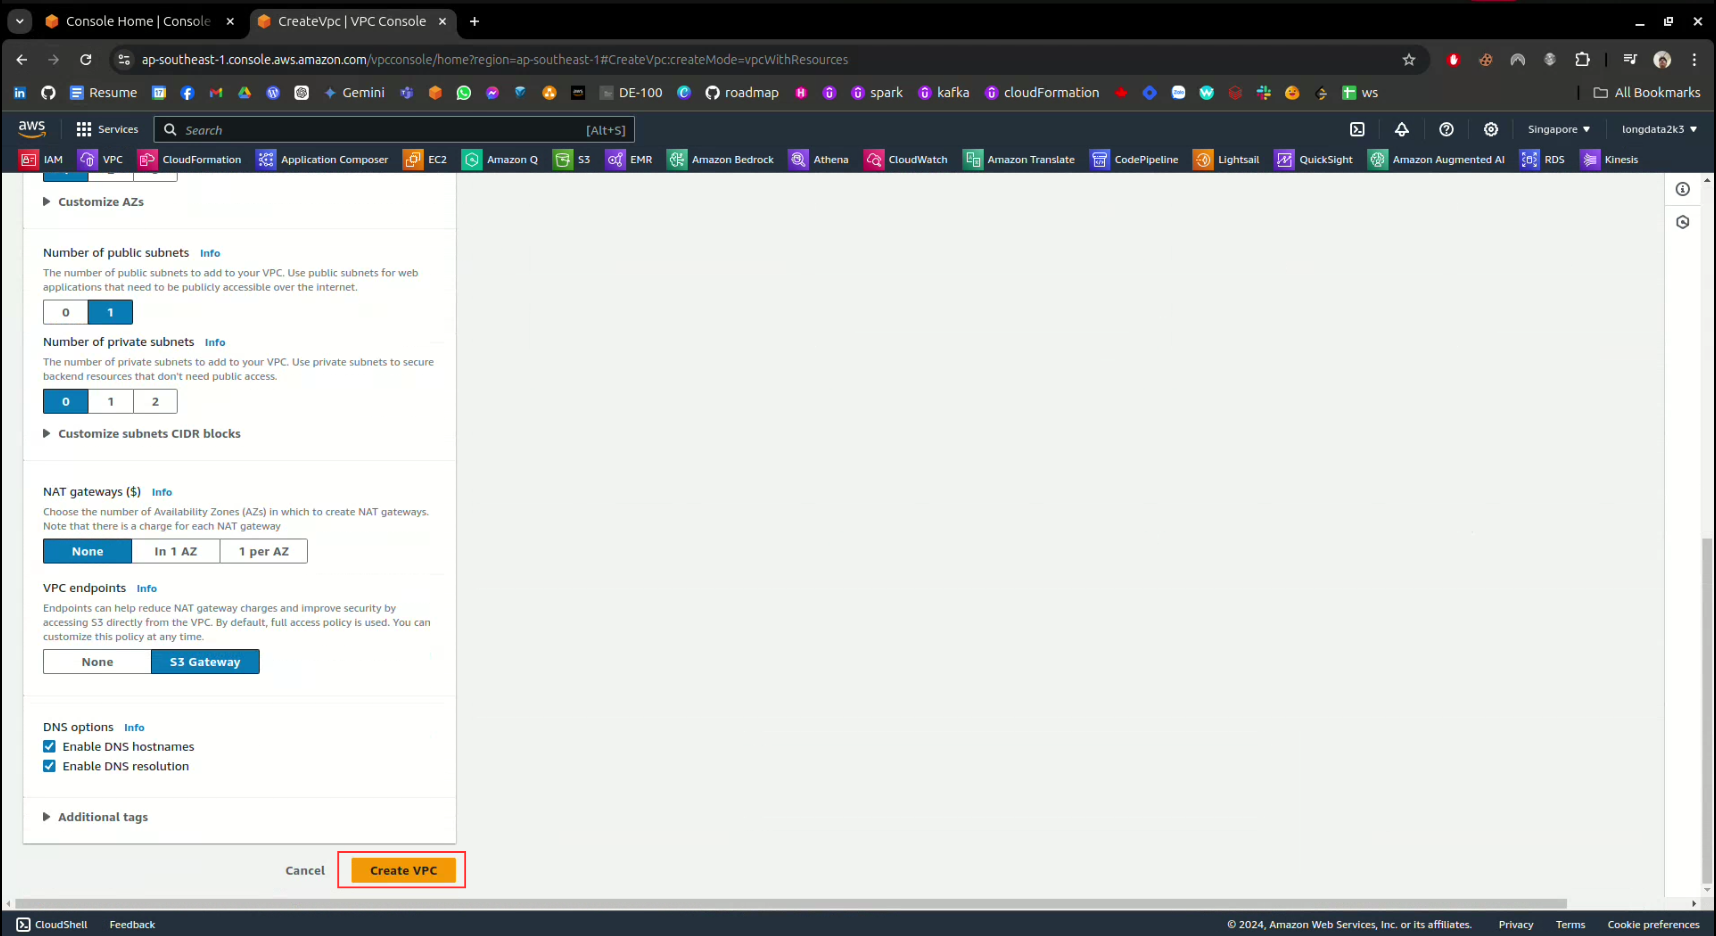 Console Home | Console
CreateVpc | VPC Console
ap-southeast-1.console.aws.amazon.com/vpcconsole/home?region=ap-southeast-1#CreateVpc:createMode=vpcWithResources
Resume
Gemini
DE-100
roadmap
spark
kafka
cloudFormation
ws
All Bookmarks
aws
Services
Search
[Alt+S]
Singapore
longdata2k3
IAM
VPC
CloudFormation
Application Composer
EC2
Amazon Q
S3
EMR
Amazon Bedrock
Athena
CloudWatch
Amazon Translate
CodePipeline
Lightsail
QuickSight
Amazon Augmented AI
RDS
Kinesis
Customize AZs
Number of public subnets Info
The number of public subnets to add to your VPC. Use public subnets for web
applications that need to be publicly accessible over the internet.
0 1
Number of private subnets Info
The number of private subnets to add to your VPC. Use private subnets to secure
backend resources that don't need public access.
0 1 2
Customize subnets CIDR blocks
NAT gateways ($) Info
Choose the number of Availability Zones (AZs) in which to create NAT gateways.
Note that there is a charge for each NAT gateway
None In 1 AZ 1 per AZ
VPC endpoints Info
Endpoints can help reduce NAT gateway charges and improve security by
accessing S3 directly from the VPC. By default, full access policy is used. You can
customize this policy at any time.
None S3 Gateway
DNS options Info
Enable DNS hostnames
Enable DNS resolution
Additional tags
Cancel Create VPC
CloudShell Feedback © 2024, Amazon Web Services, Inc. or its affiliates. Privacy Terms Cookie preferences